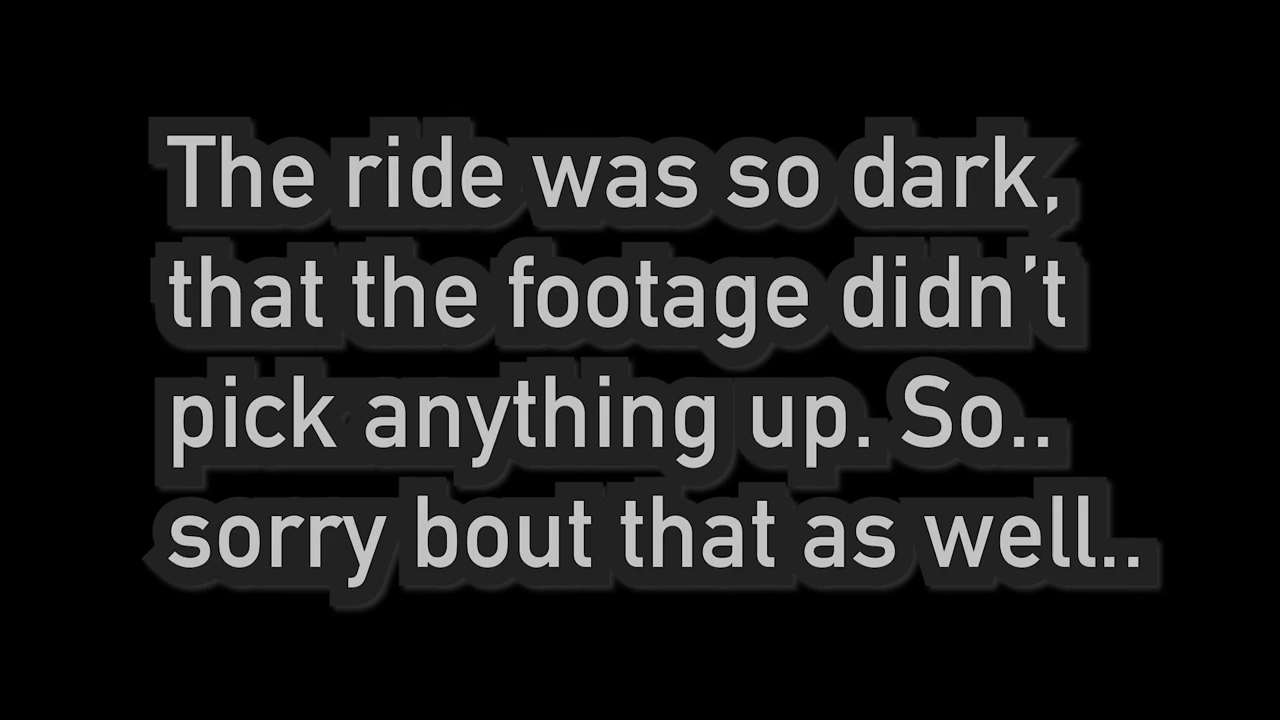 The ride was so dark,
that the footage didn’t
pick anything up. So..
sorry bout that as well..